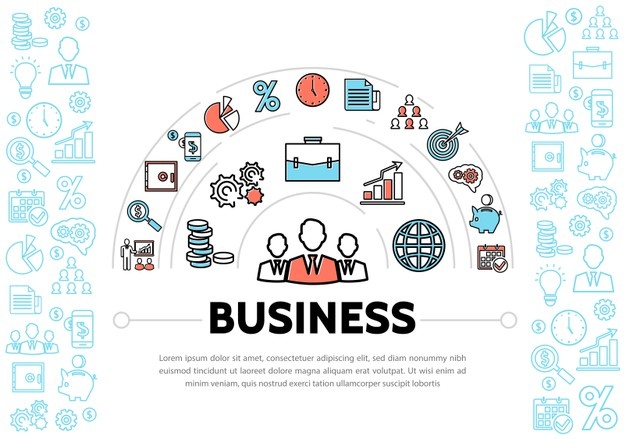 BUSINESS
Lorem ipsum dolor sit amet, consectetuer adipiscing elit, sed diam nonummy nibh
euismod tincidunt ut laoreet dolore magna aliquam erat volutpat. Ut wisi enim ad
minim veniam, quis nostrud exerci tation ullamcorper suscipit lobortis